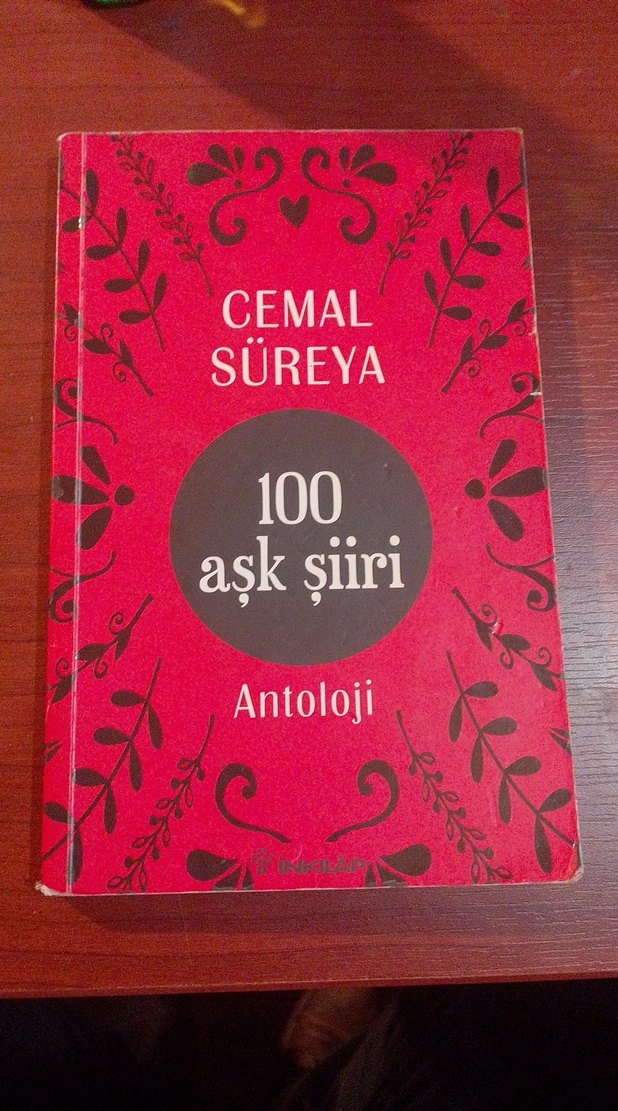 CEMAL
SÜREYA
100
aşk şiiri
Antoloji
İNKILÂP